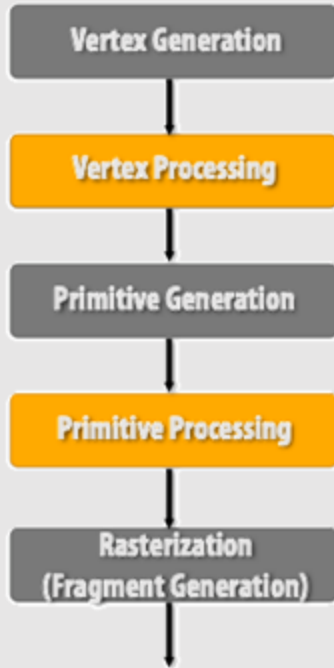 Vertex Generation
Vertex Processing
Primitive Generation
Primitive Processing
Rasterization
(Fragment Generation)